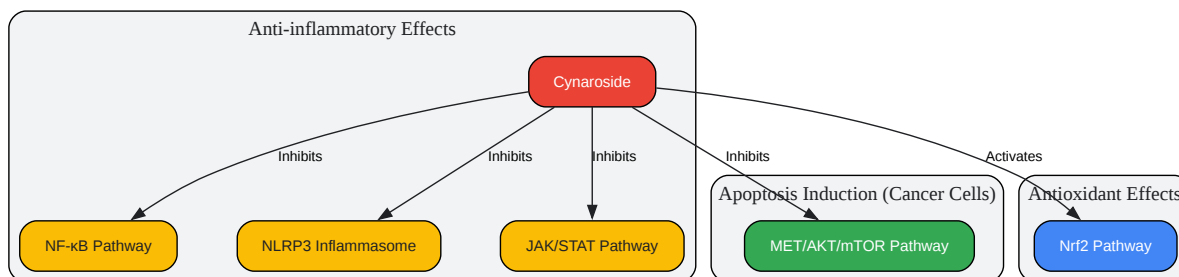 Anti-inflammatory Effects
Cynaroside
Inhibits
Inhibits
Inhibits
Inhibits
Activates
Apoptosis Induction (Cancer Cells)
Antioxidant Effects
NF-κB Pathway
NLRP3 Inflammasome
JAK/STAT Pathway
MET/AKT/mTOR Pathway
Nrf2 Pathway